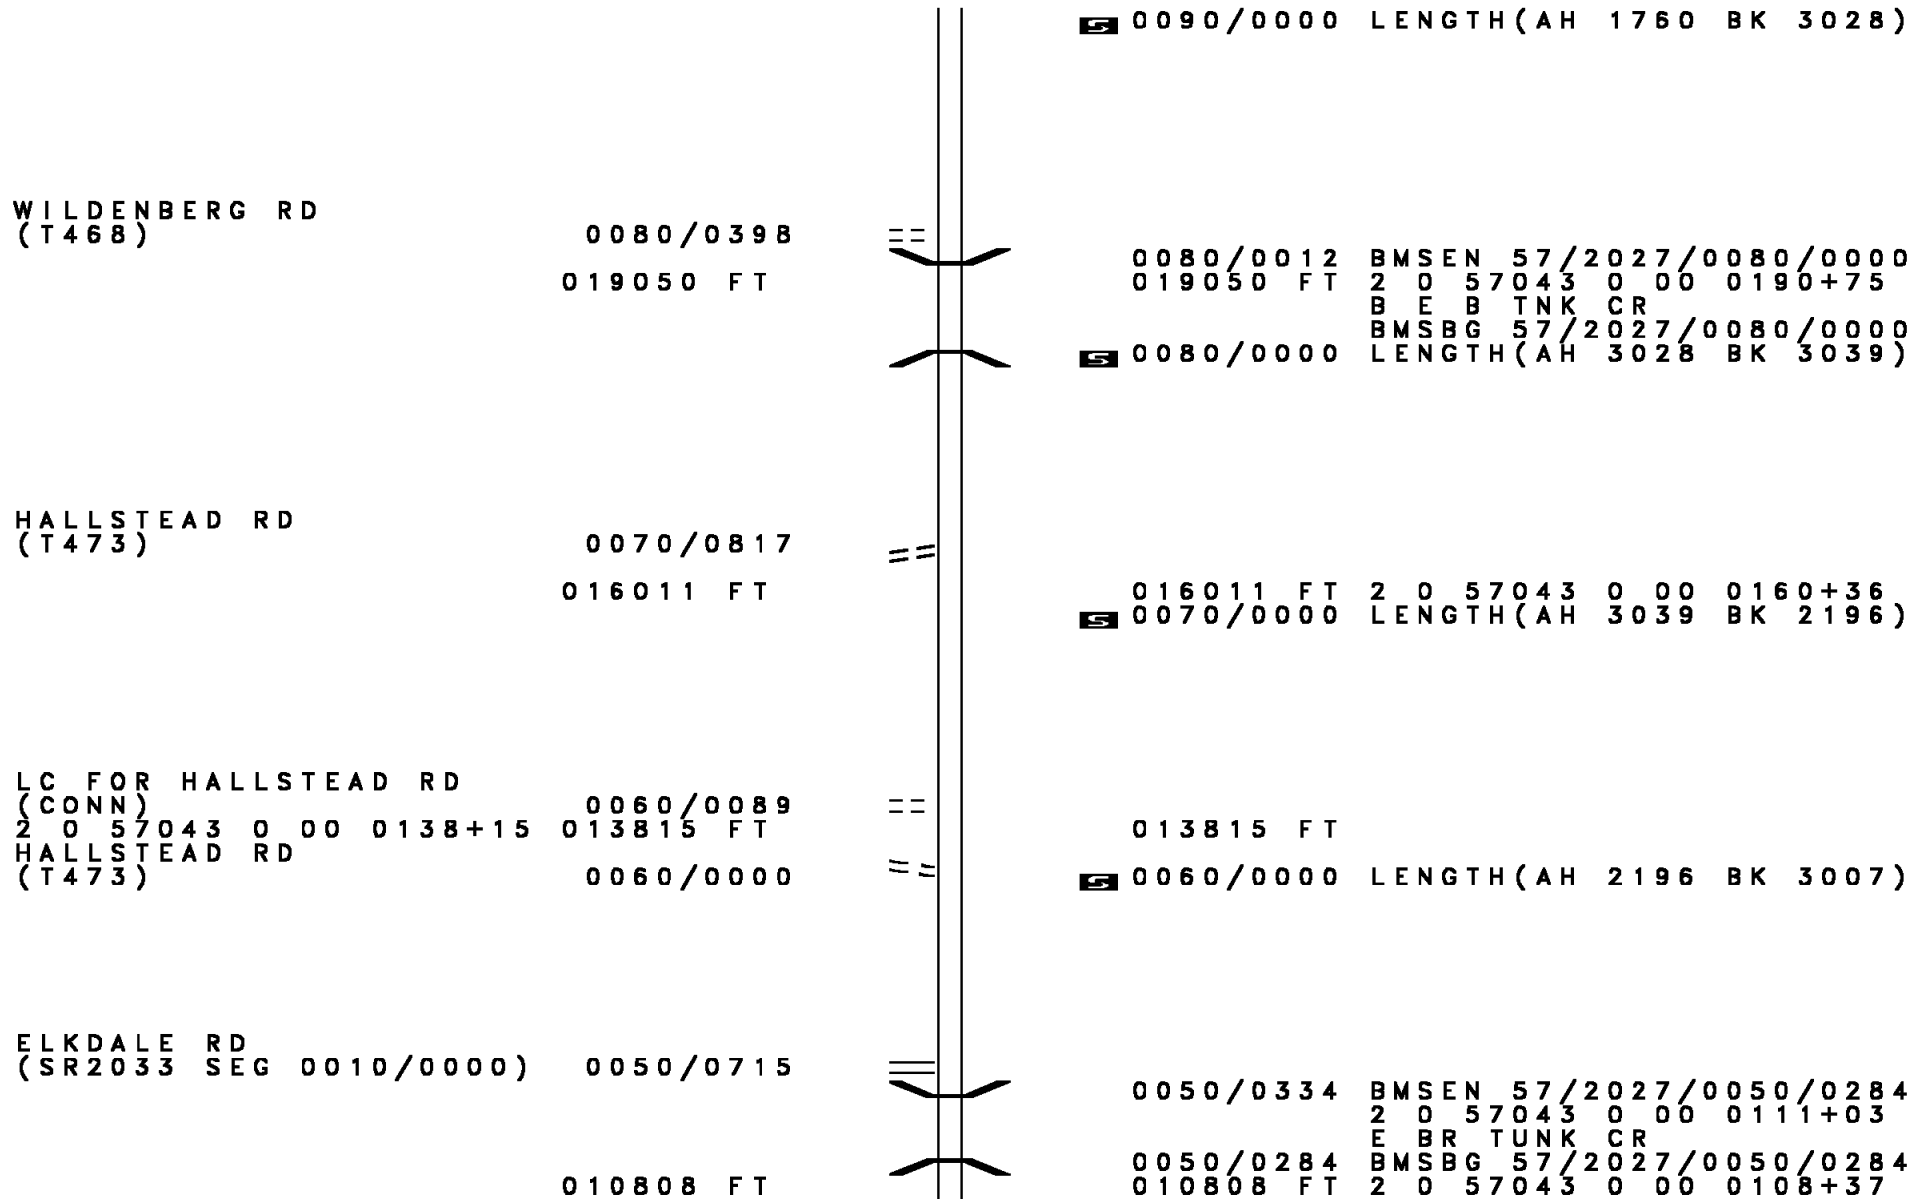 0090/0000 LENGTH(AH 1760 BK 3028)
WILDENBERG RD
(T468) 0080/0398
0080/0012 BMSEN 57/2027/0080/0000
019050 FT 019050 FT 2 0 57043 0 00 0190+75
B E B TNK CR
BMSBG 57/2027/0080/0000
S 0080/0000 LENGTH(AH 3028 BK 3039)
HALLSTEAD RD
(T473) 0070/0817
016011 FT 016011 FT 2 0 57043 0 00 0160+36
S 0070/0000 LENGTH(AH 3039 BK 2196)
LC FOR HALLSTEAD RD
(CONN) 0060/0089
2 0 57043 0 00 0138+15 013815 FT 013815 FT
HALLSTEAD RD
(T473) 0060/0000 S 0060/0000 LENGTH(AH 2196 BK 3007)
ELKDALE RD
(SR2033 SEG 0010/0000) 0050/0715
0050/0334 BMSEN 57/2027/0050/0284
2 0 57043 0 00 0111+03
E BR TUNK CR
0050/0284 BMSBG 57/2027/0050/0284
010808 FT 010808 FT 2 0 57043 0 00 0108+37